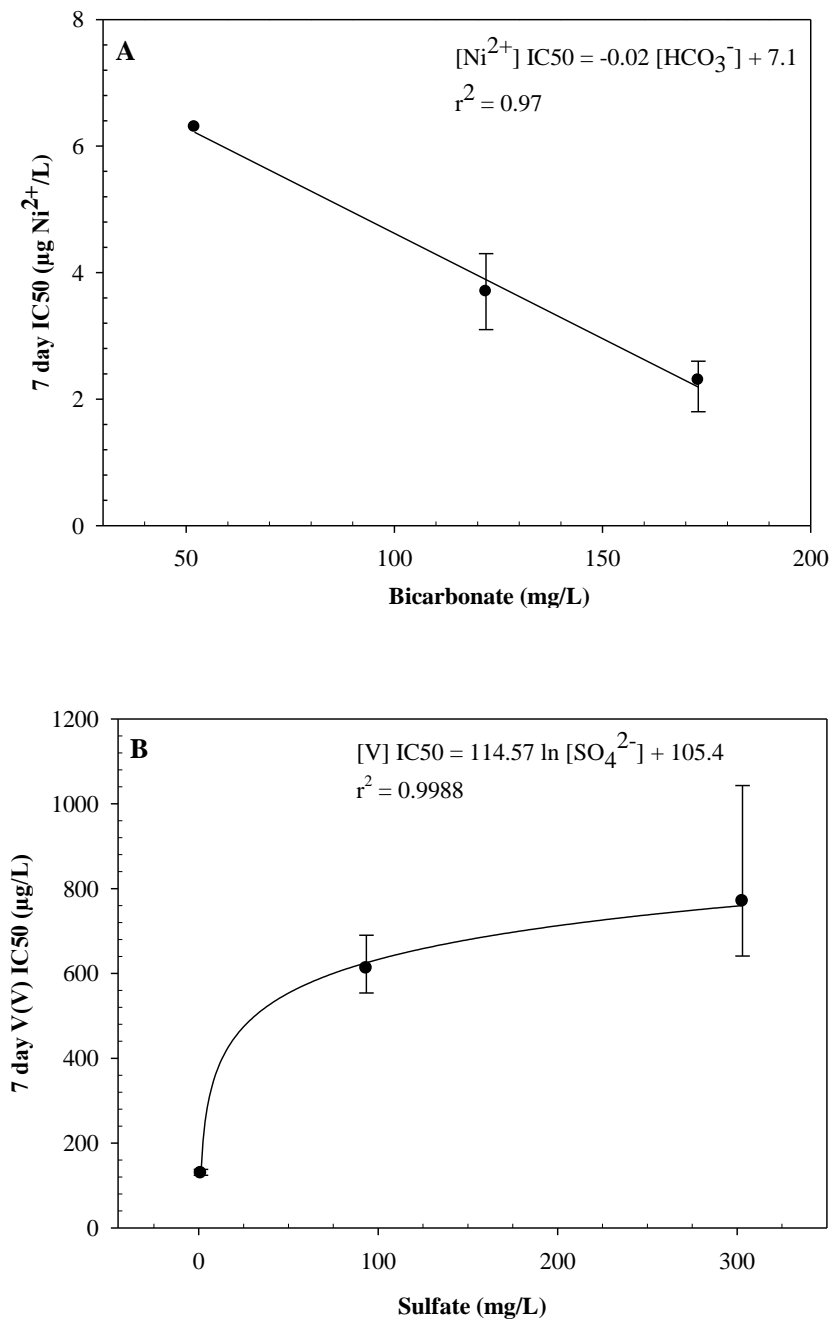 A
[Ni²⁺] IC50 = -0.02 [HCO₃⁻] + 7.1
r² = 0.97
7 day IC50 (µg Ni²⁺/L)
8
6
4
2
0
50 100 150 200
Bicarbonate (mg/L)
B
[V] IC50 = 114.57 ln [SO₄²⁻] + 105.4
r² = 0.9988
7 day V(V) IC50 (µg/L)
1200
1000
800
600
400
200
0
0 100 200 300
Sulfate (mg/L)